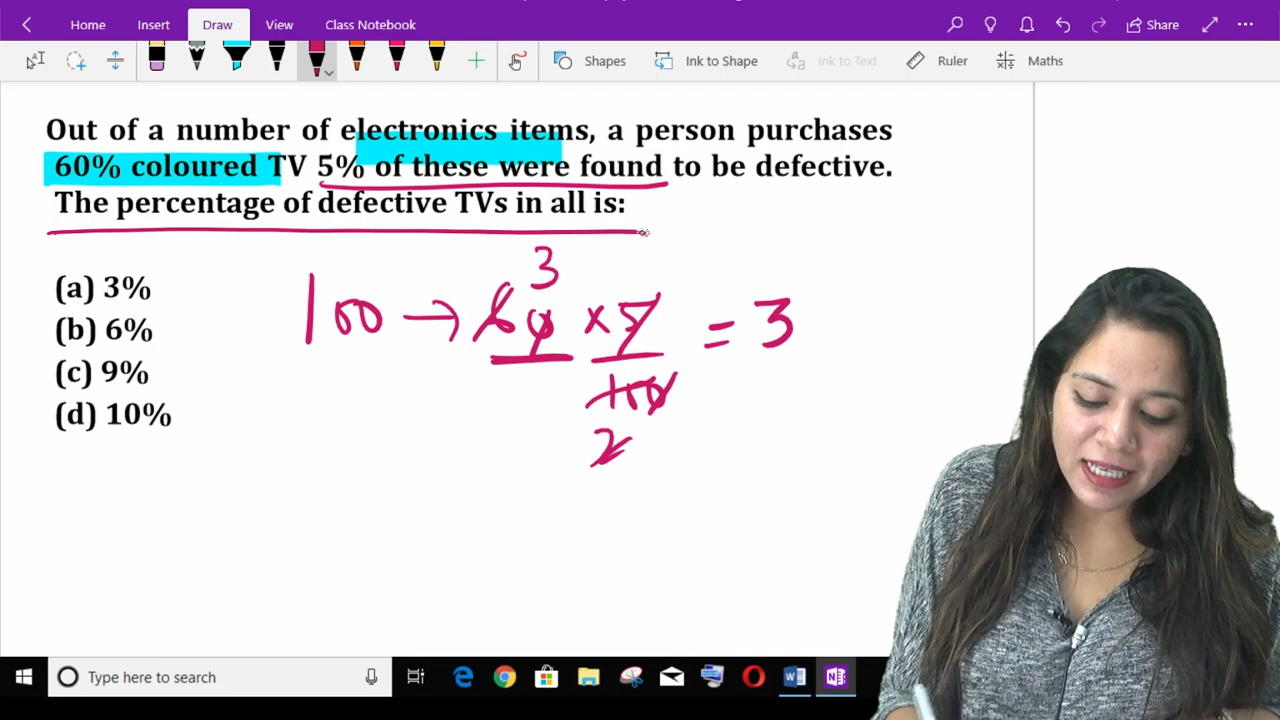 Home Insert Draw View Class Notebook Share
Shapes Ink to Shape Ink to Text Ruler Maths
Out of a number of electronics items, a person purchases
60% coloured TV 5% of these were found to be defective.
The percentage of defective TVs in all is:
3
100 → 60 × 5 = 3
100
2
(a) 3%
(b) 6%
(c) 9%
(d) 10%
Type here to search